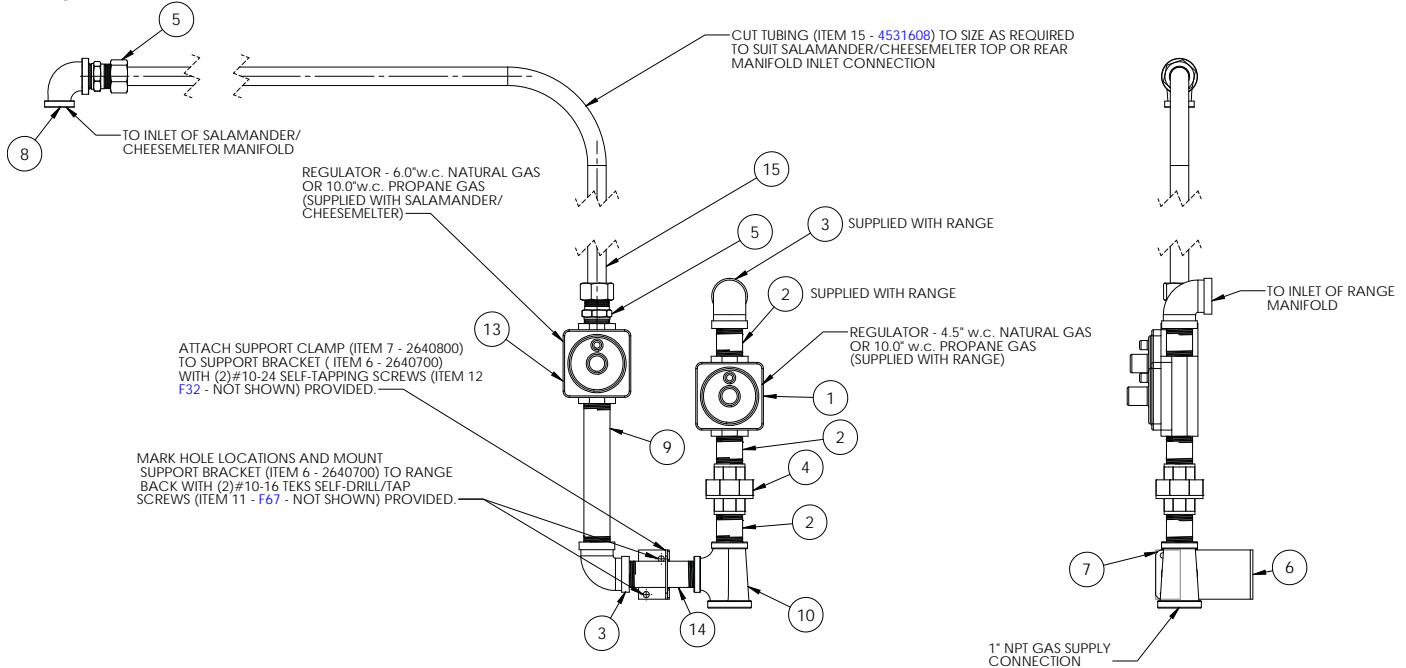 5
CUT TUBING (ITEM 15 - 4531608) TO SIZE AS REQUIRED
TO SUIT SALAMANDER/CHEESEMELTER TOP OR REAR
MANIFOLD INLET CONNECTION
8
TO INLET OF SALAMANDER/
CHEESEMELTER MANIFOLD
REGULATOR - 6.0"w.c. NATURAL GAS
OR 10.0"w.c. PROPANE GAS
(SUPPLIED WITH SALAMANDER/
CHEESEMELTER)
15
5
3 SUPPLIED WITH RANGE
2 SUPPLIED WITH RANGE
TO INLET OF RANGE
MANIFOLD
13
REGULATOR - 4.5" w.c. NATURAL GAS
OR 10.0" w.c. PROPANE GAS
(SUPPLIED WITH RANGE)
ATTACH SUPPORT CLAMP (ITEM 7 - 2640800)
TO SUPPORT BRACKET ( ITEM 6 - 2640700)
WITH (2)#10-24 SELF-TAPPING SCREWS (ITEM 12
F32 - NOT SHOWN) PROVIDED.
1
9
2
4
MARK HOLE LOCATIONS AND MOUNT
SUPPORT BRACKET (ITEM 6 - 2640700) TO RANGE
BACK WITH (2)#10-16 TEKS SELF-DRILL/TAP
SCREWS (ITEM 11 - F67 - NOT SHOWN) PROVIDED.
2
7
6
3
14
10
1" NPT GAS SUPPLY
CONNECTION